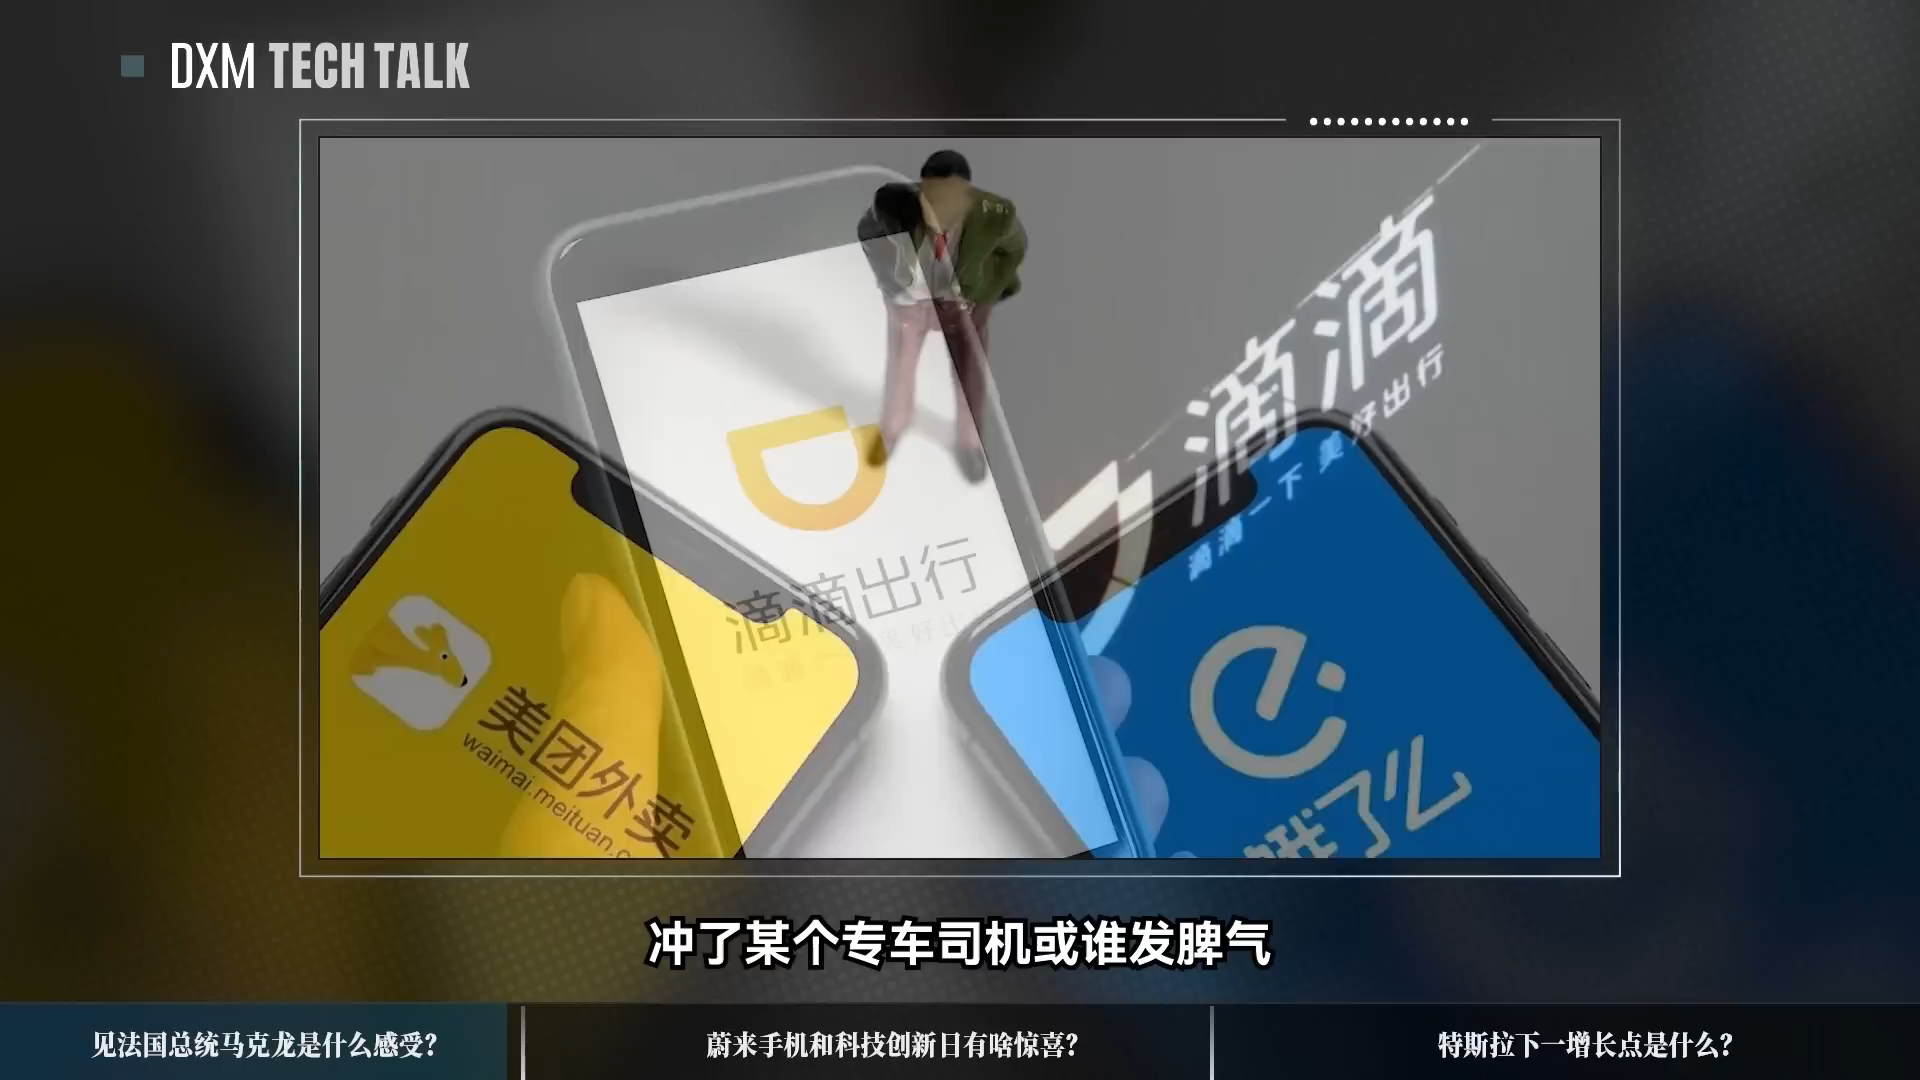 DXM TECH TALK
滴滴
滴滴一下 美好出行
滴滴出行
美团外卖
waimai.meituan.c
饿了么
冲了某个专车司机或谁发脾气
见法国总统马克龙是什么感受?
蔚来手机和科技创新日有啥惊喜?
特斯拉下一增长点是什么?